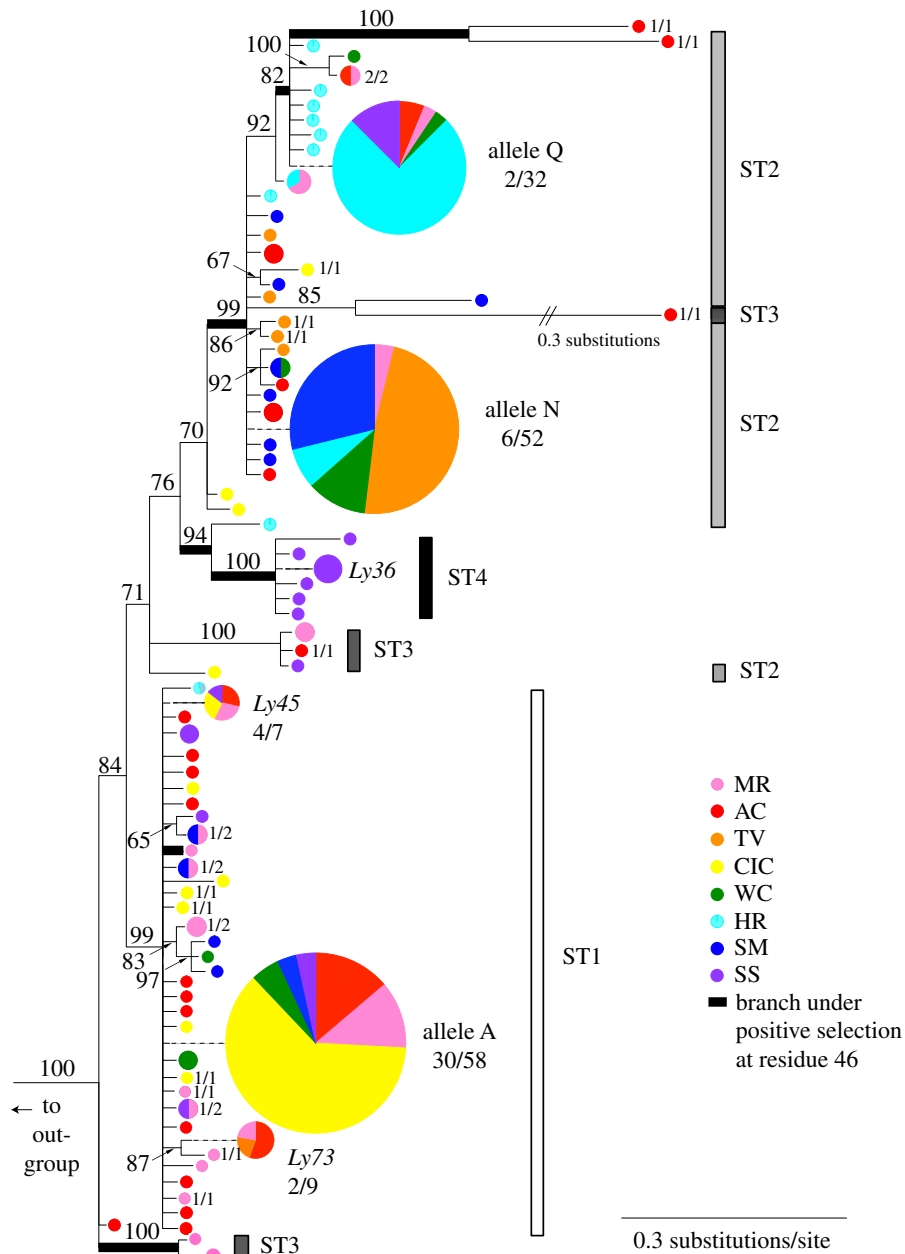 100
1/1
1/1
100
82
2/2
92
allele Q
2/32
ST2
67
1/1
85
99
1/1
ST3
0.3 substitutions
1/1
86
1/1
92
allele N
6/52
ST2
70
76
94
100
Ly36
ST4
71
100
1/1
ST3
ST2
Ly45
4/7
84
65
1/2
1/2
1/1
1/1
99
1/2
83
97
ST1
allele A
30/58
MR
AC
TV
CIC
WC
HR
SM
SS
branch under
positive selection
at residue 46
100
1/1
1/1
1/2
← to
out-
group
87
1/1
Ly73
2/9
1/1
100
ST3
0.3 substitutions/site